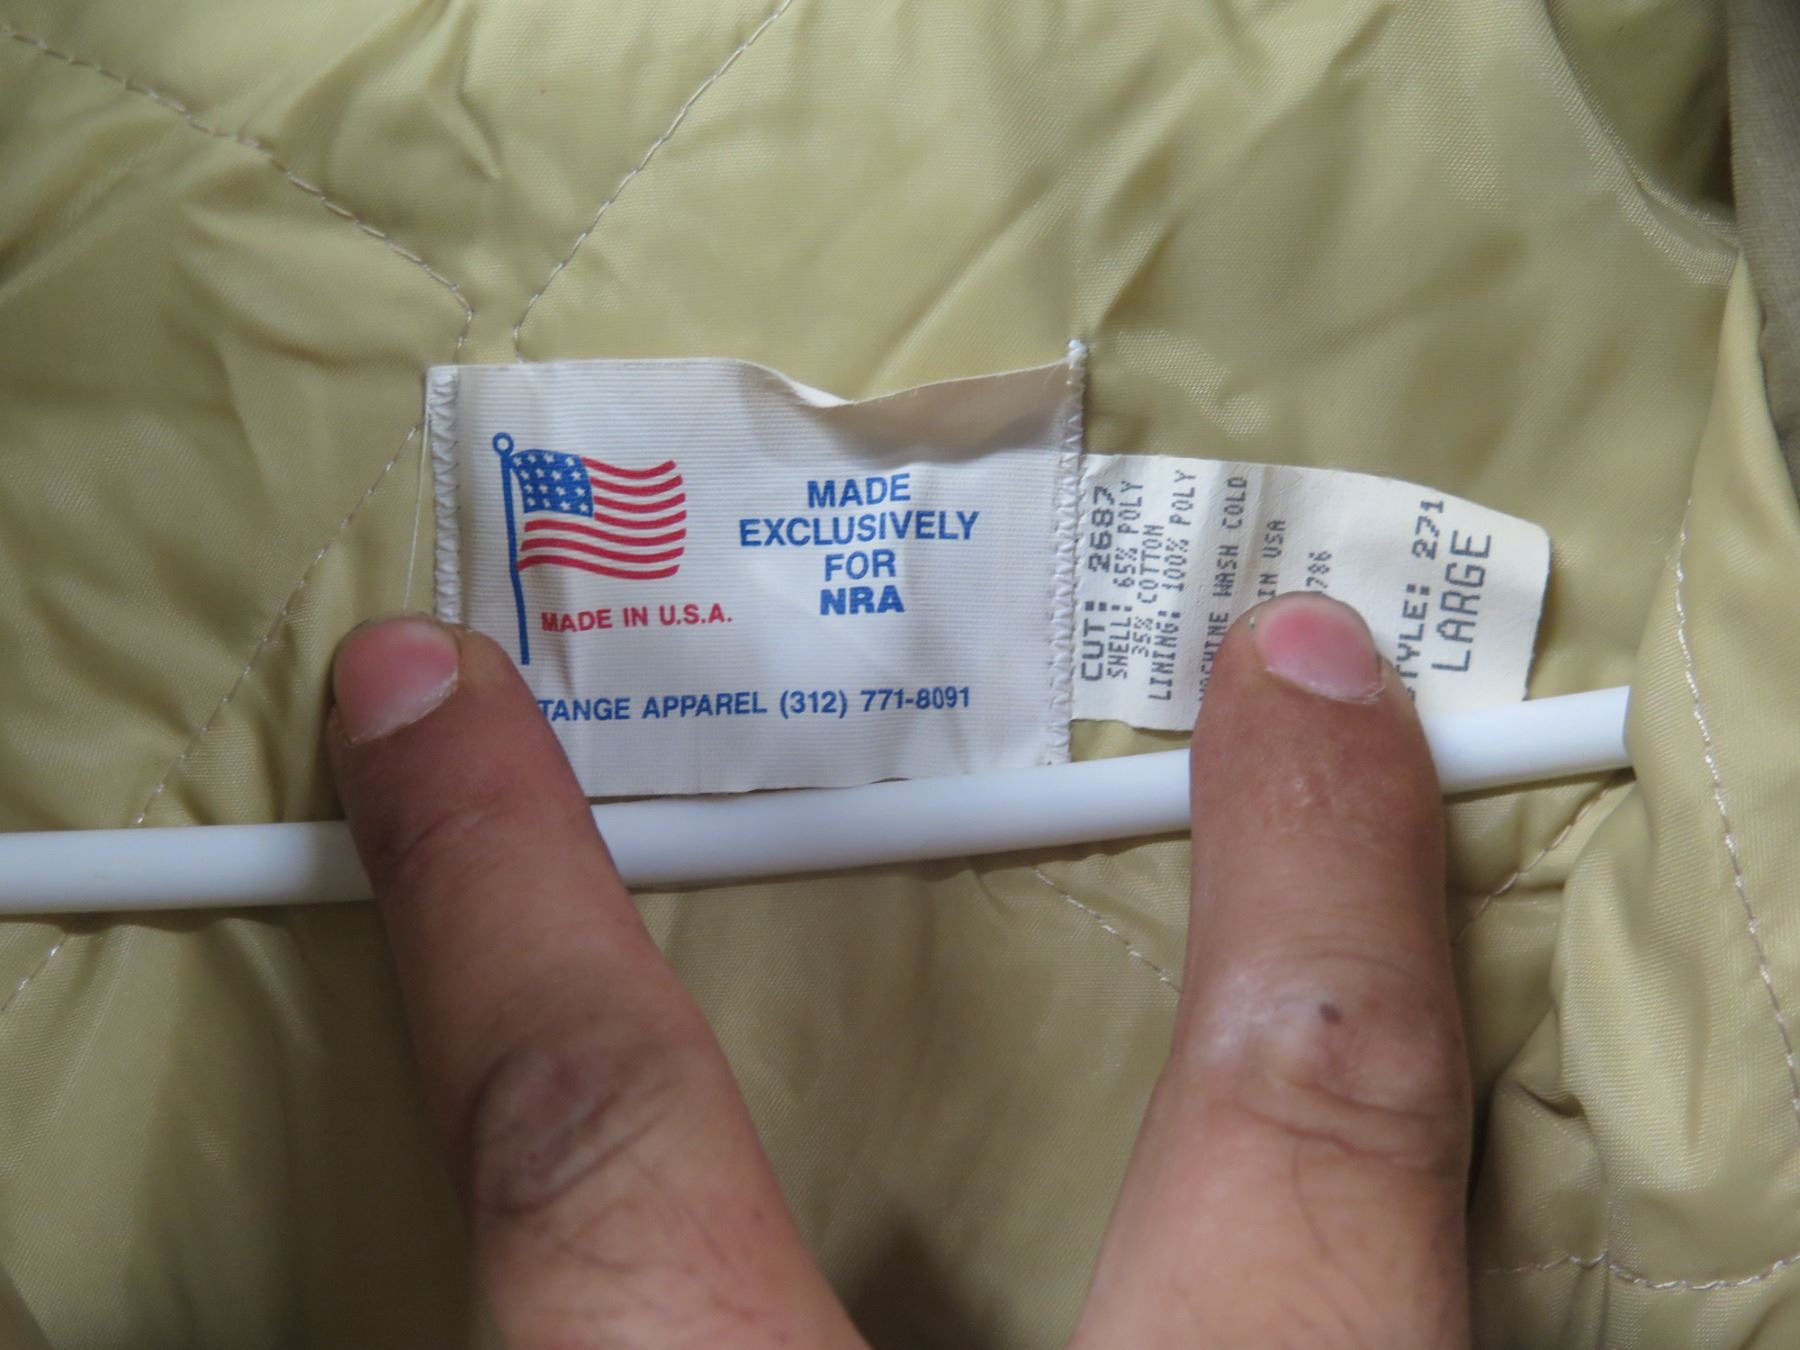 MADE
EXCLUSIVELY
FOR
NRA
MADE IN U.S.A.
TANGE APPAREL (312) 771-8091
CUT: 2687
SHELL: 65% POLY
35% COTTON
LINING: 100% POLY
WASH COLD
IN USA
786
STYLE: 271
LARGE